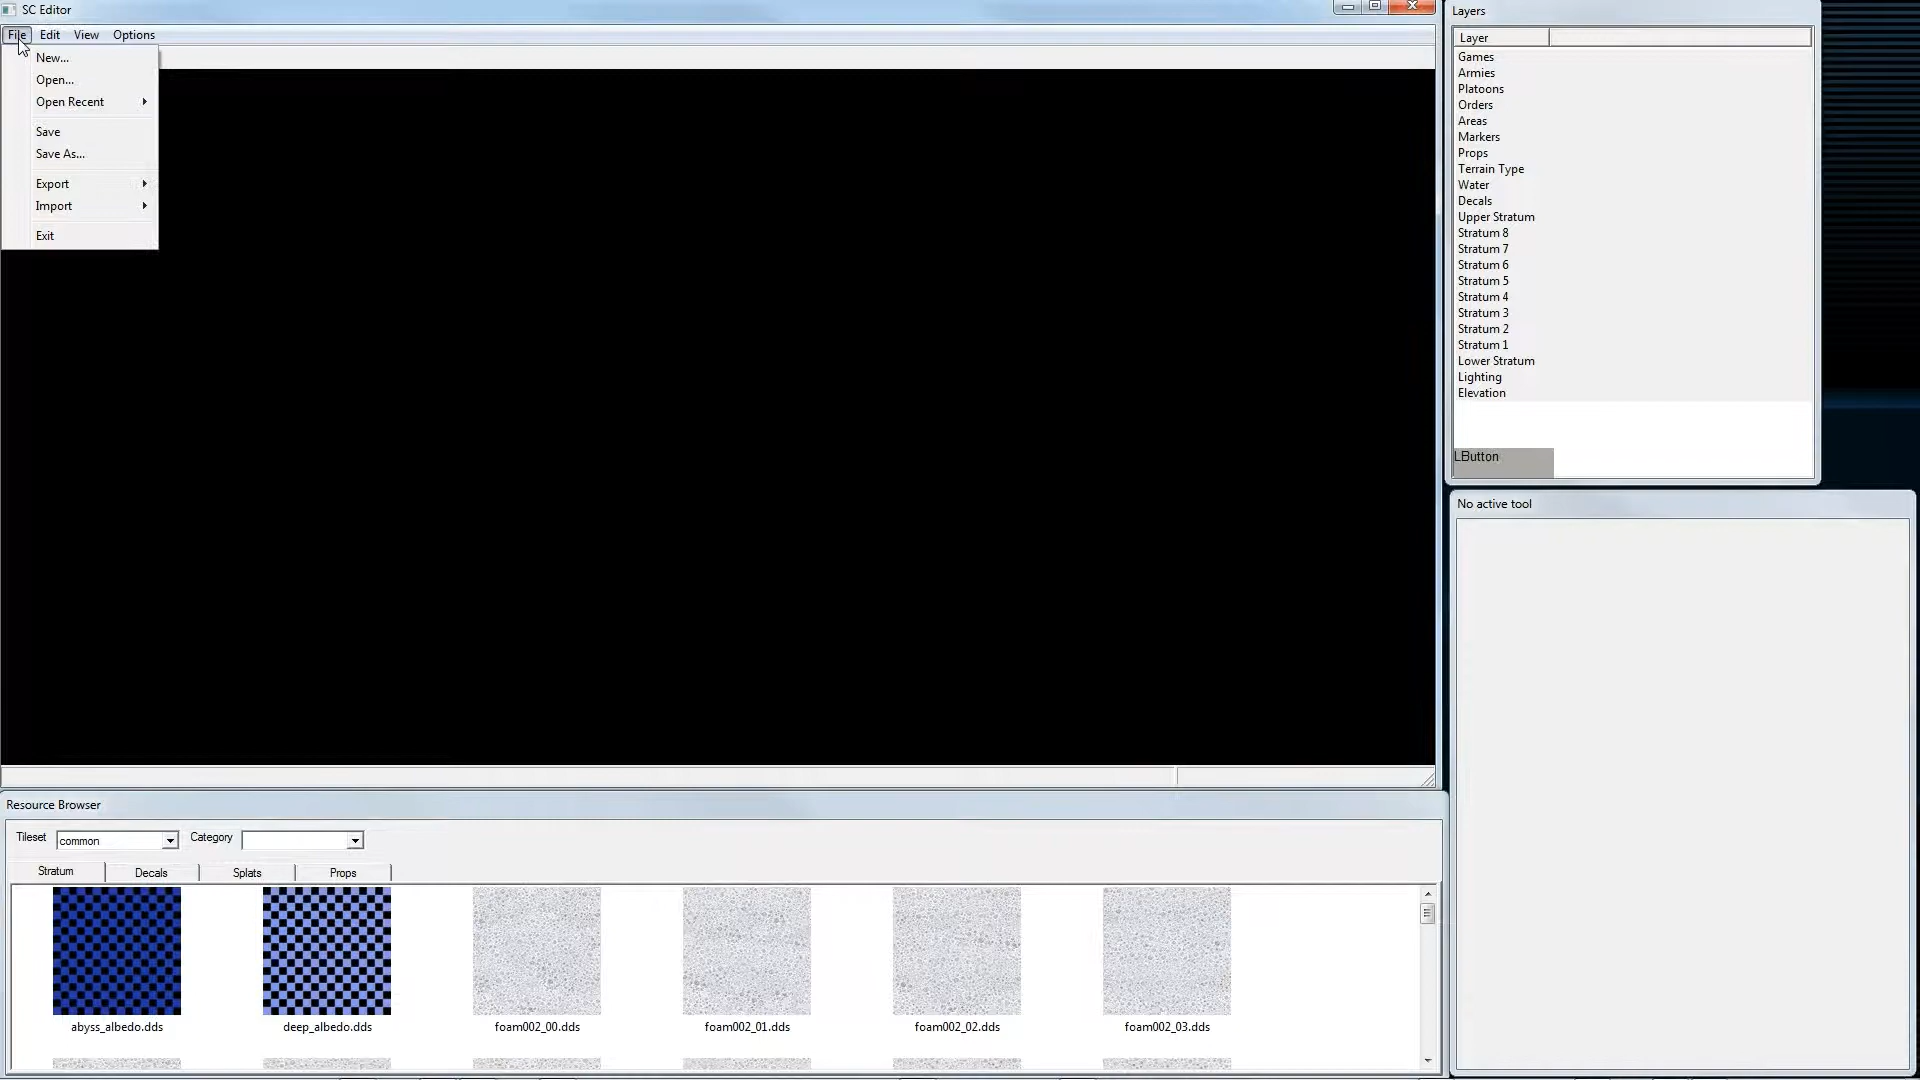 SC Editor
File Edit View Options
New...
Open...
Open Recent
Save
Save As...
Export
Import
Exit
Layers
Layer
Games
Armies
Platoons
Orders
Areas
Markers
Props
Terrain Type
Water
Decals
Upper Stratum
Stratum 8
Stratum 7
Stratum 6
Stratum 5
Stratum 4
Stratum 3
Stratum 2
Stratum 1
Lower Stratum
Lighting
Elevation
LButton
No active tool
Resource Browser
Tileset common Category
Stratum Decals Splats Props
abyss_albedo.dds deep_albedo.dds foam002_00.dds foam002_01.dds foam002_02.dds foam002_03.dds